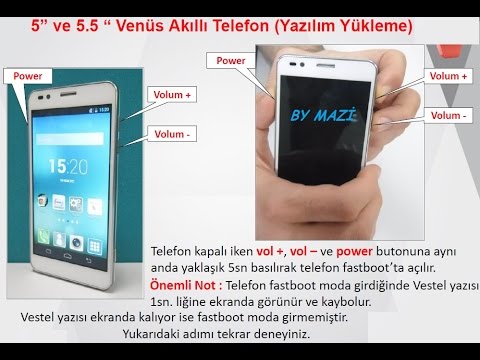 5” ve 5.5 “ Venüs Akıllı Telefon (Yazılım Yükleme)
Power
Volum +
Volum -
15:20
Power
Volum +
Volum -
BY MAZİ
Telefon kapalı iken vol +, vol – ve power butonuna aynı
anda yaklaşık 5sn basılırak telefon fastboot’ta açılır.
Önemli Not : Telefon fastboot moda girdiğinde Vestel yazısı
1sn. liğine ekranda görünür ve kaybolur.
Vestel yazısı ekranda kalıyor ise fastboot moda girmemiştir.
Yukarıdaki adımı tekrar deneyiniz.